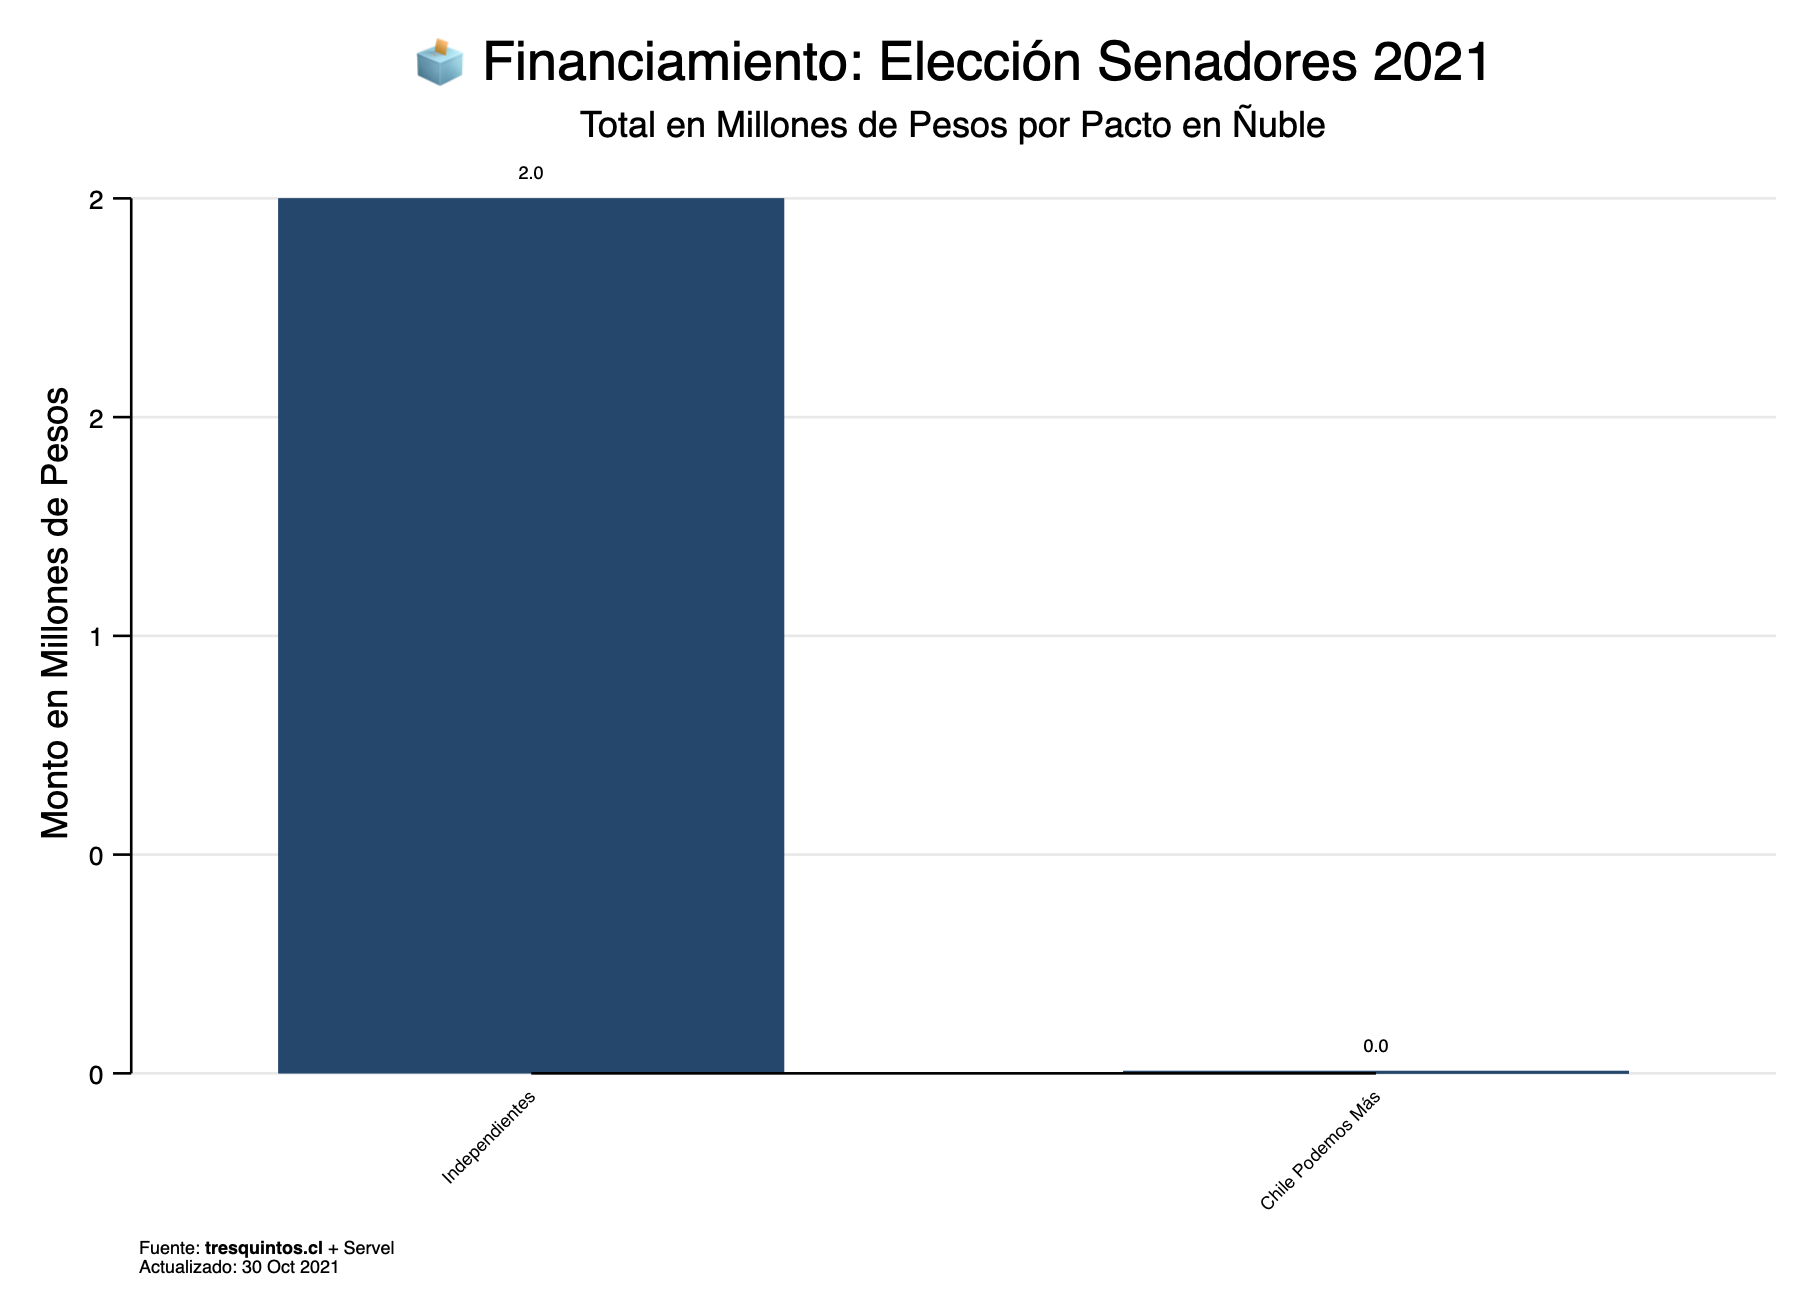 Financiamiento: Elección Senadores 2021
Total en Millones de Pesos por Pacto en Ñuble
Monto en Millones de Pesos
2
2
1
0
0
2.0
0.0
Independientes
Chile Podemos Más
Fuente: tresquintos.cl + Servel
Actualizado: 30 Oct 2021